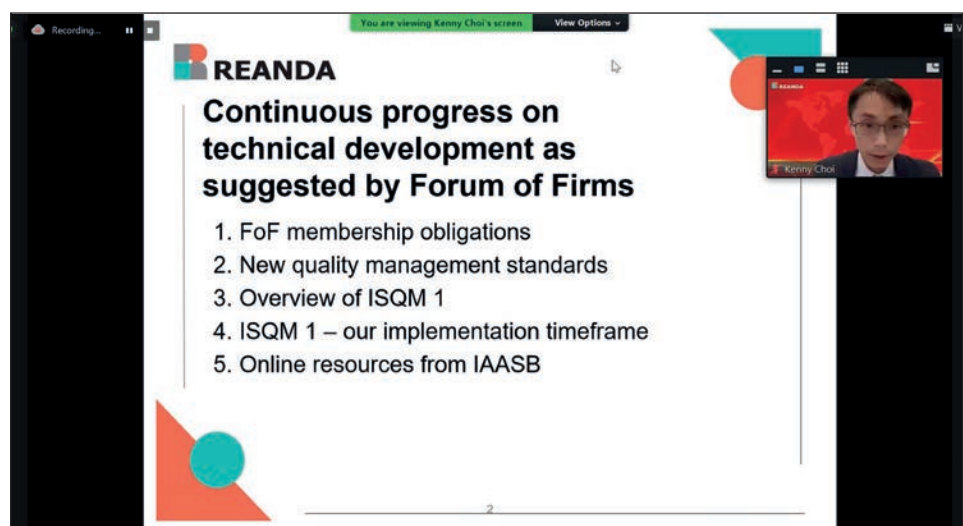 Recording...
You are viewing Kenny Choi's screen
View Options
REANDA
REANDA
Kenny Choi
Continuous progress on
technical development as
suggested by Forum of Firms
1. FoF membership obligations
2. New quality management standards
3. Overview of ISQM 1
4. ISQM 1 – our implementation timeframe
5. Online resources from IAASB
2